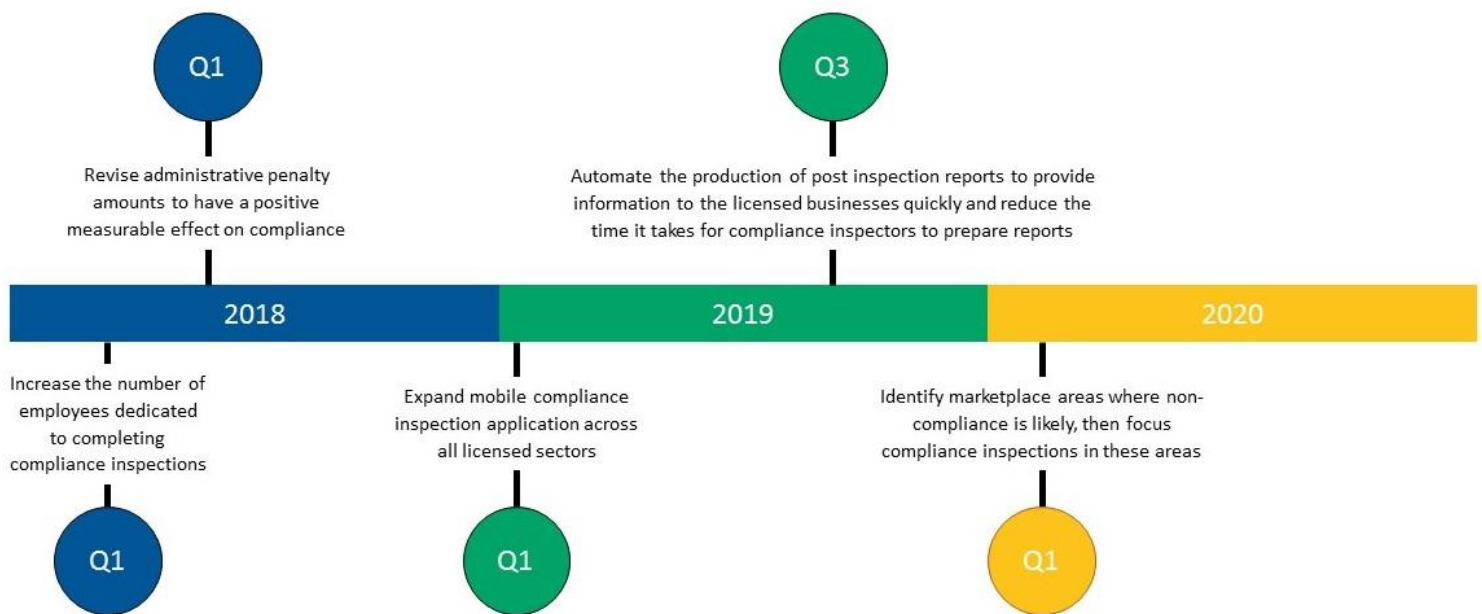 Q1
Revise administrative penalty
amounts to have a positive
measurable effect on compliance
Q3
Automate the production of post inspection reports to provide
information to the licensed businesses quickly and reduce the
time it takes for compliance inspectors to prepare reports
2018
2019
2020
Increase the number of
employees dedicated
to completing
compliance inspections
Q1
Expand mobile compliance
inspection application across
all licensed sectors
Q1
Identify marketplace areas where non-
compliance is likely, then focus
compliance inspections in these areas
Q1